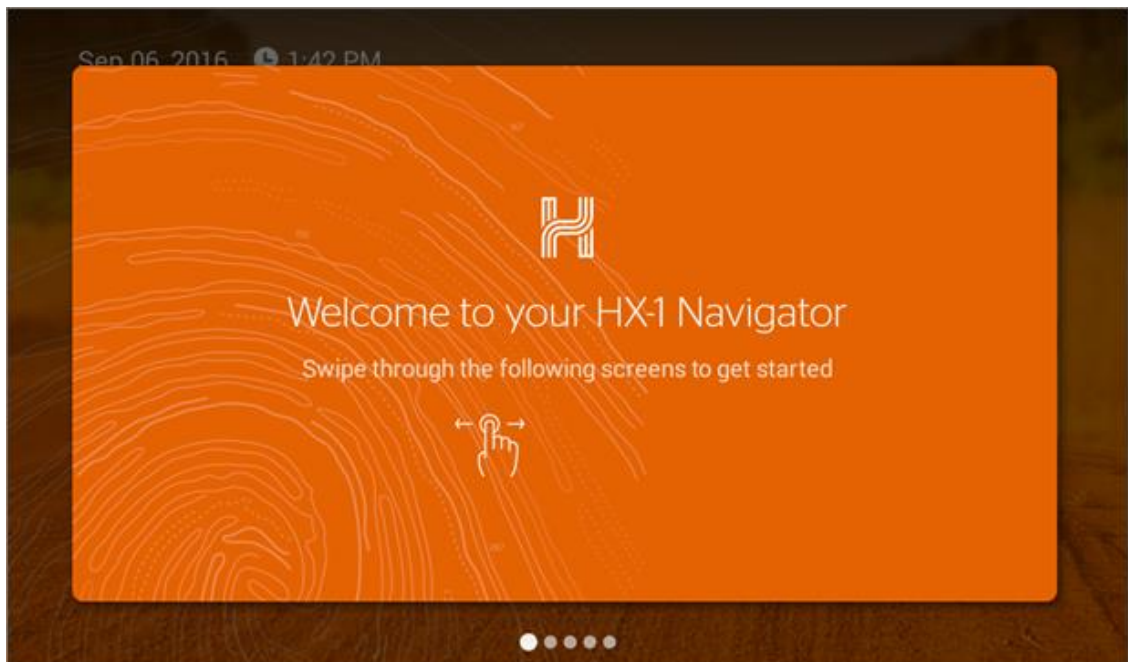 Sep 06, 2016 1:42 PM
H
Welcome to your HX-1 Navigator
Swipe through the following screens to get started